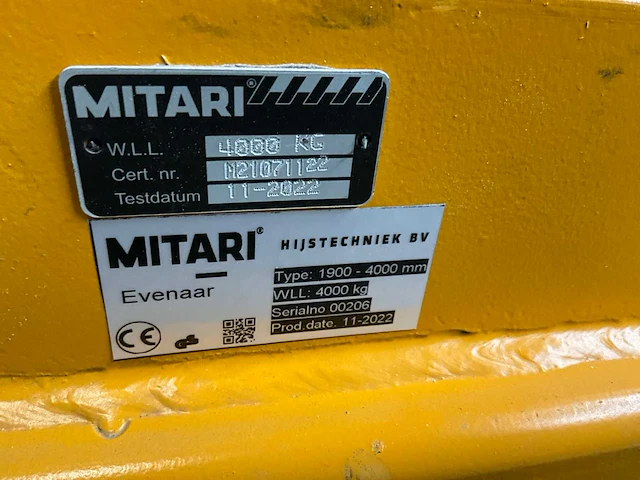 MITARI®
W.L.L. 4000 KG
Cert. nr. M21071122
Testdatum 11-2022
MITARI® HIJSTECHNIEK BV
Evenaar
Type: 1900 - 4000 mm
WLL: 4000 kg
Serialno 00206
Prod.date. 11-2022
CE GS